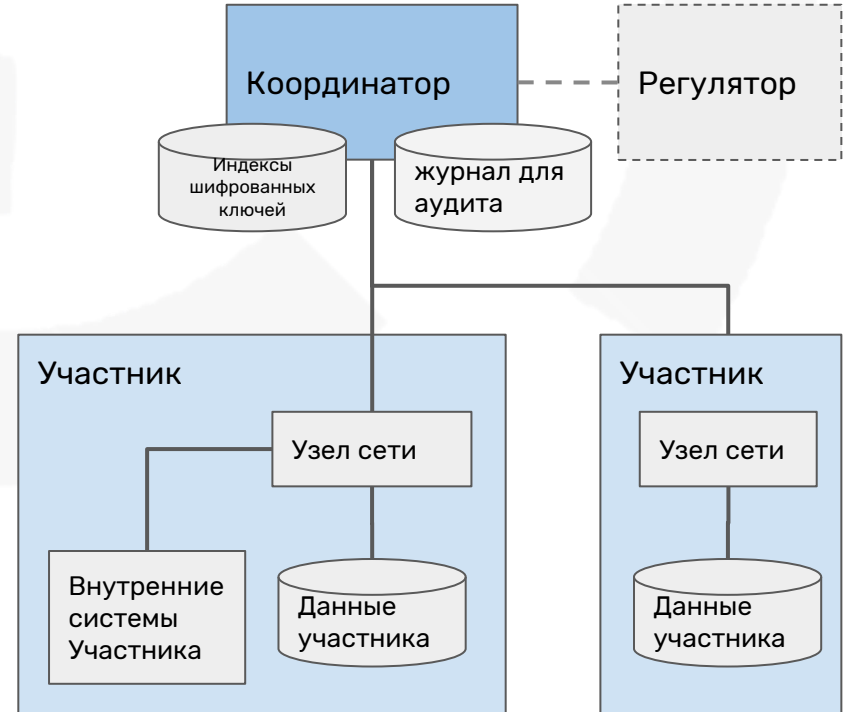 Координатор
Регулятор
Индексы
шифрованных
ключей
журнал для
аудита
Участник
Узел сети
Внутренние
системы
Участника
Данные
участника
Участник
Узел сети
Данные
участника